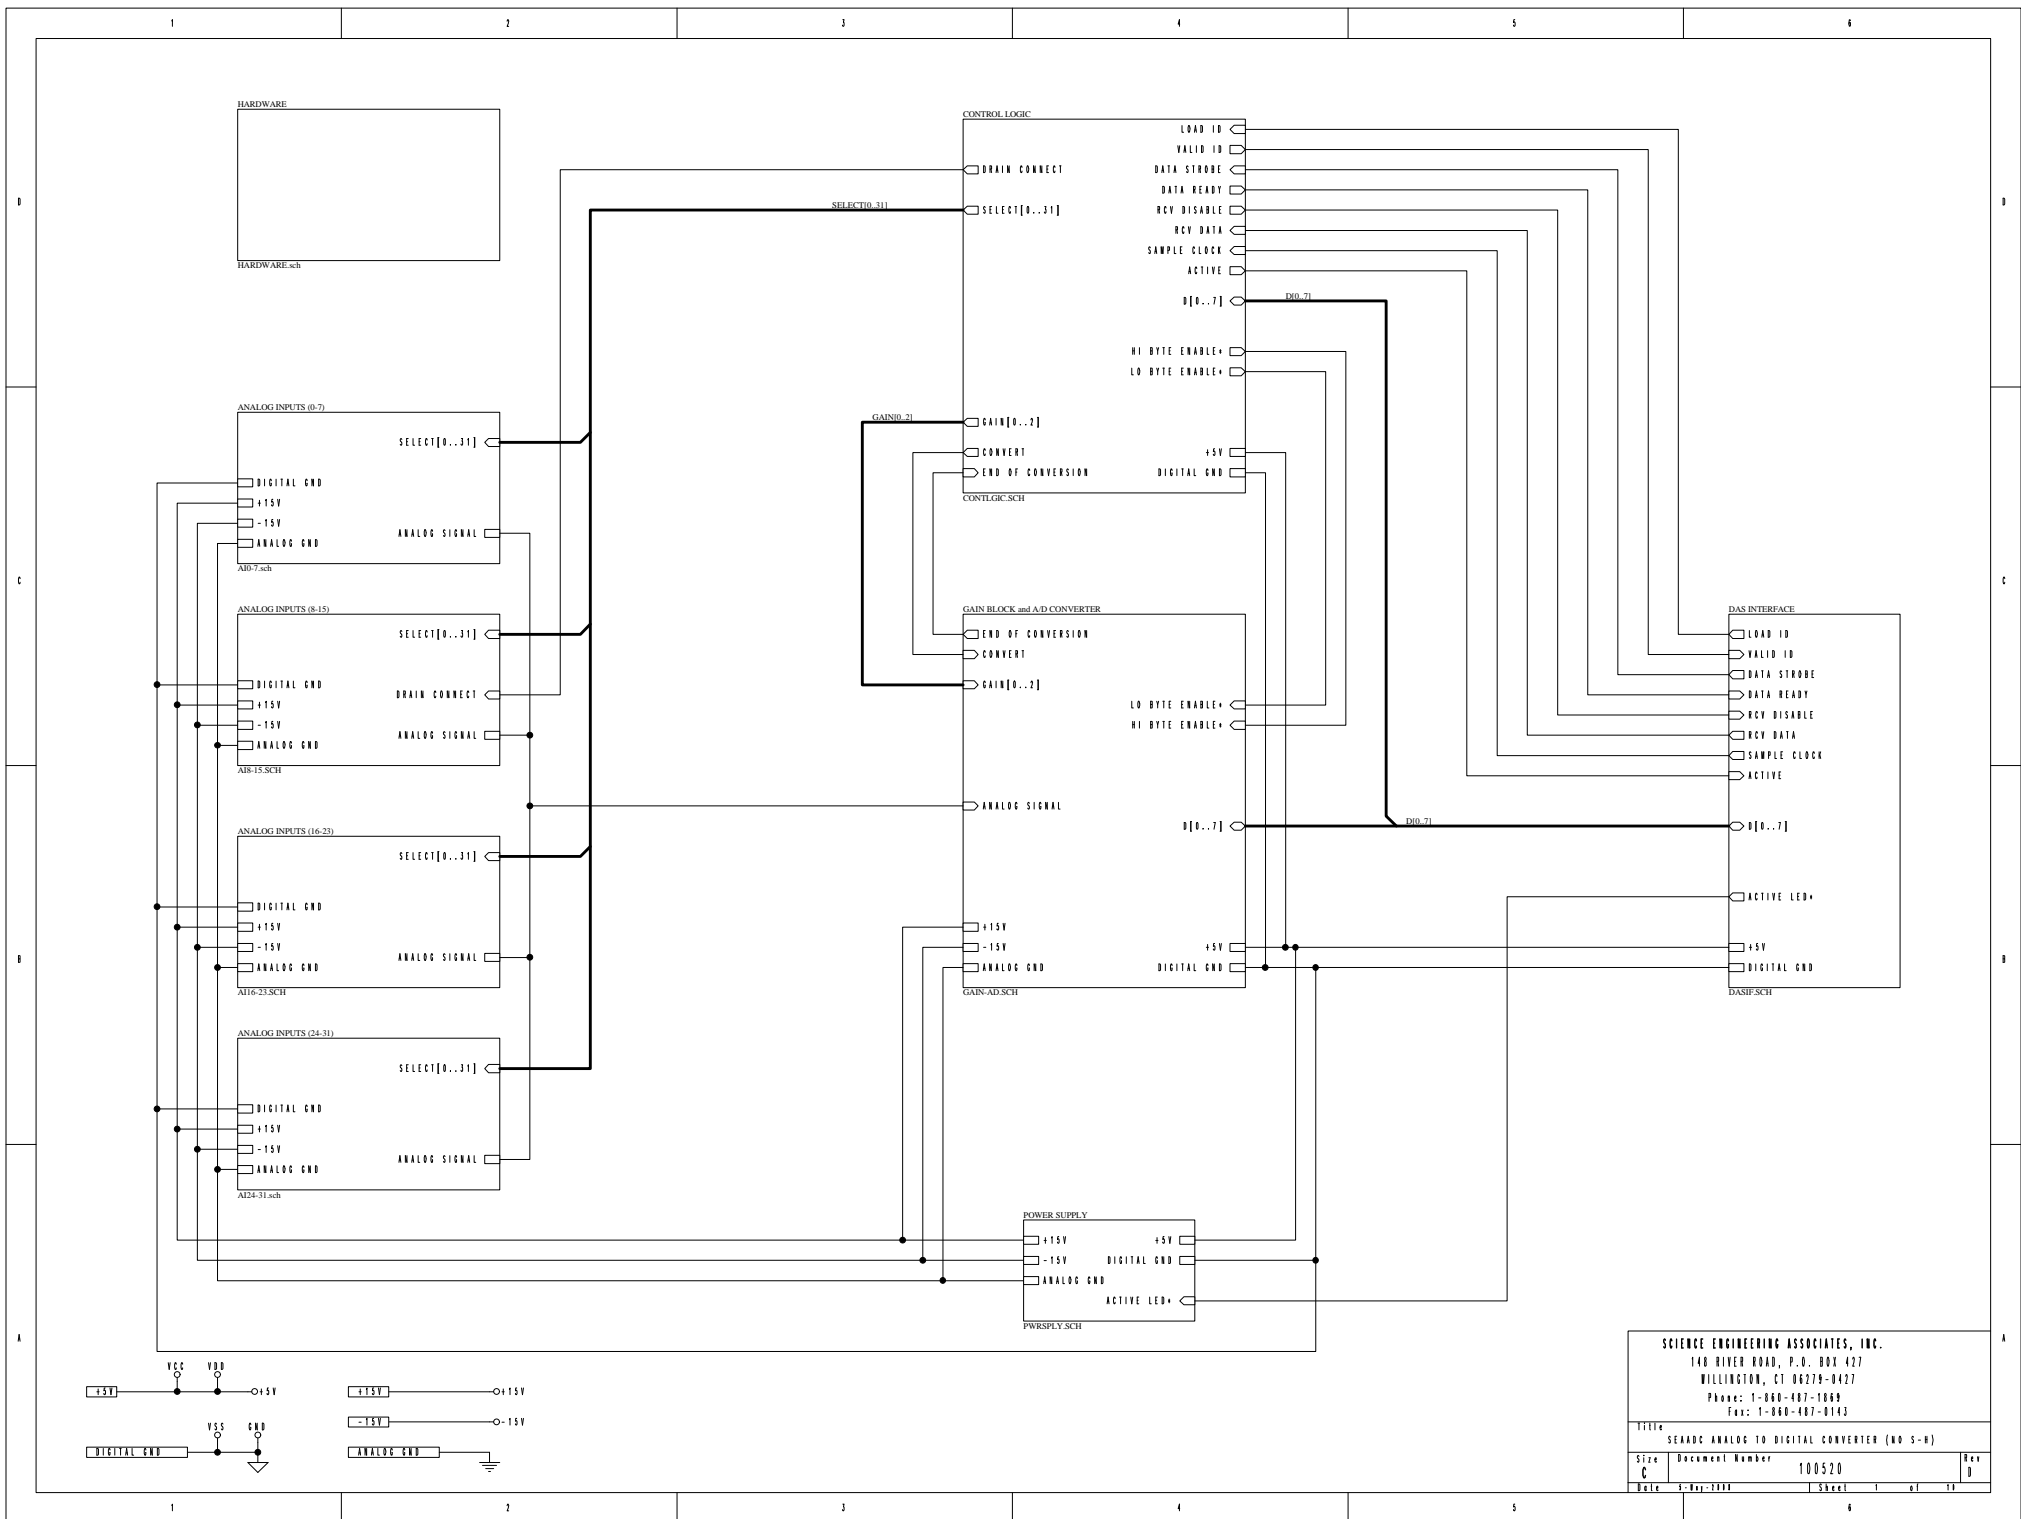 1 2 3 4 5 6
D
D
HARDWARE
HARDWARE.sch
CONTROL LOGIC
LOAD ID
VALID ID
DRAIN CONNECT
DATA STROBE
DATA READY
SELECT[0..31]
SELECT[0..31]
RCV DISABLE
RCV DATA
SAMPLE CLOCK
ACTIVE
D[0..7]
D[0..7]
HI BYTE ENABLE*
LO BYTE ENABLE*
GAIN[0..2]
GAIN[0..2]
CONVERT
+5V
END OF CONVERSION
DIGITAL GND
CONTLGIC.SCH
ANALOG INPUTS (0-7)
SELECT[0..31]
DIGITAL GND
+15V
-15V
ANALOG SIGNAL
ANALOG GND
AI0-7.sch
C
C
ANALOG INPUTS (8-15)
SELECT[0..31]
DIGITAL GND
DRAIN CONNECT
+15V
-15V
ANALOG SIGNAL
ANALOG GND
AI8-15.SCH
GAIN BLOCK and A/D CONVERTER
END OF CONVERSION
CONVERT
GAIN[0..2]
LO BYTE ENABLE*
HI BYTE ENABLE*
ANALOG SIGNAL
D[0..7]
D[0..7]
+15V
-15V
+5V
ANALOG GND
DIGITAL GND
GAIN-AD.SCH
DAS INTERFACE
LOAD ID
VALID ID
DATA STROBE
DATA READY
RCV DISABLE
RCV DATA
SAMPLE CLOCK
ACTIVE
D[0..7]
ACTIVE LED*
+5V
DIGITAL GND
DASIF.SCH
ANALOG INPUTS (16-23)
SELECT[0..31]
DIGITAL GND
+15V
-15V
ANALOG SIGNAL
ANALOG GND
AI16-23.SCH
B
B
ANALOG INPUTS (24-31)
SELECT[0..31]
DIGITAL GND
+15V
-15V
ANALOG SIGNAL
ANALOG GND
AI24-31.sch
POWER SUPPLY
+15V
+5V
-15V
DIGITAL GND
ANALOG GND
ACTIVE LED*
PWRSPLY.SCH
A
A
VCC VDD
+5V
+5V
VSS GND
DIGITAL GND
+15V
+15V
-15V
-15V
ANALOG GND
SCIENCE ENGINEERING ASSOCIATES, INC.
148 RIVER ROAD, P.O. BOX 427
WILLINGTON, CT 06279-0427
Phone: 1-860-487-1869
Fax: 1-860-487-0143
Title
SEAADC ANALOG TO DIGITAL CONVERTER (NO S-H)
Size Document Number Rev
C 100520 D
Date Sheet 1 of 10
1 2 3 4 5 6